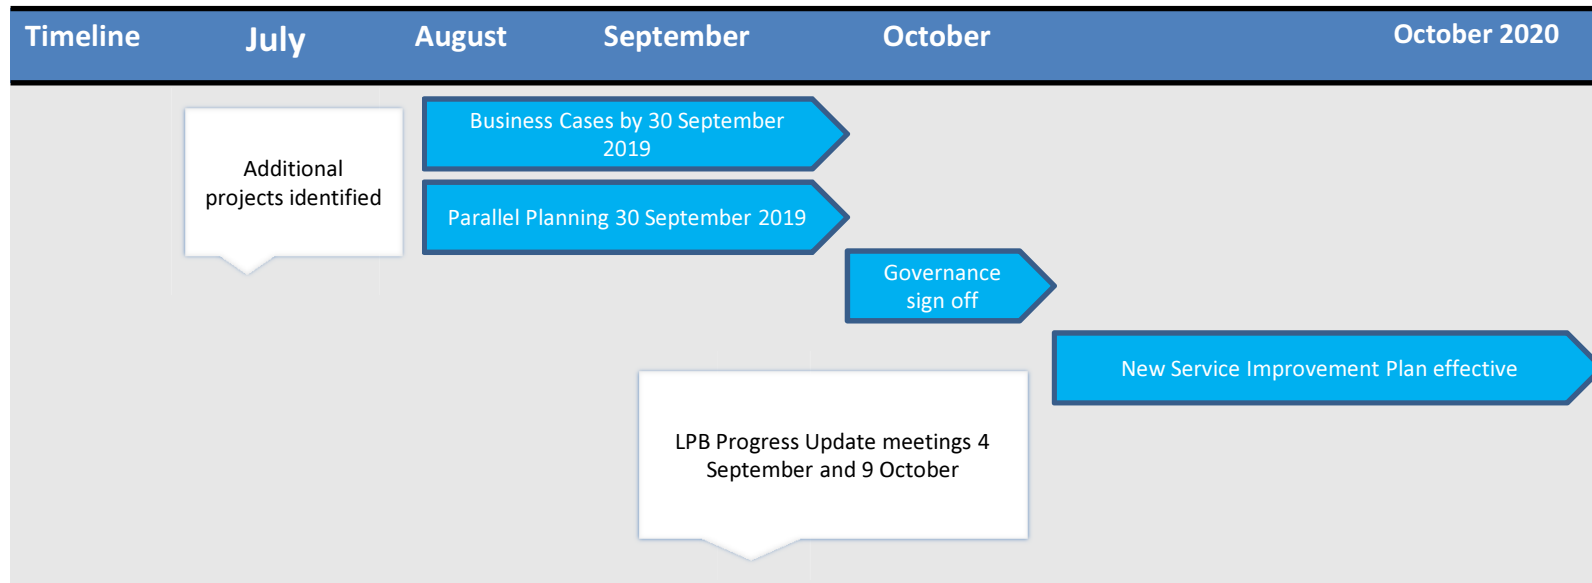 Timeline
July
August
September
October
October 2020
Additional
projects identified
Business Cases by 30 September
2019
Parallel Planning 30 September 2019
Governance
sign off
New Service Improvement Plan effective
LPB Progress Update meetings 4
September and 9 October